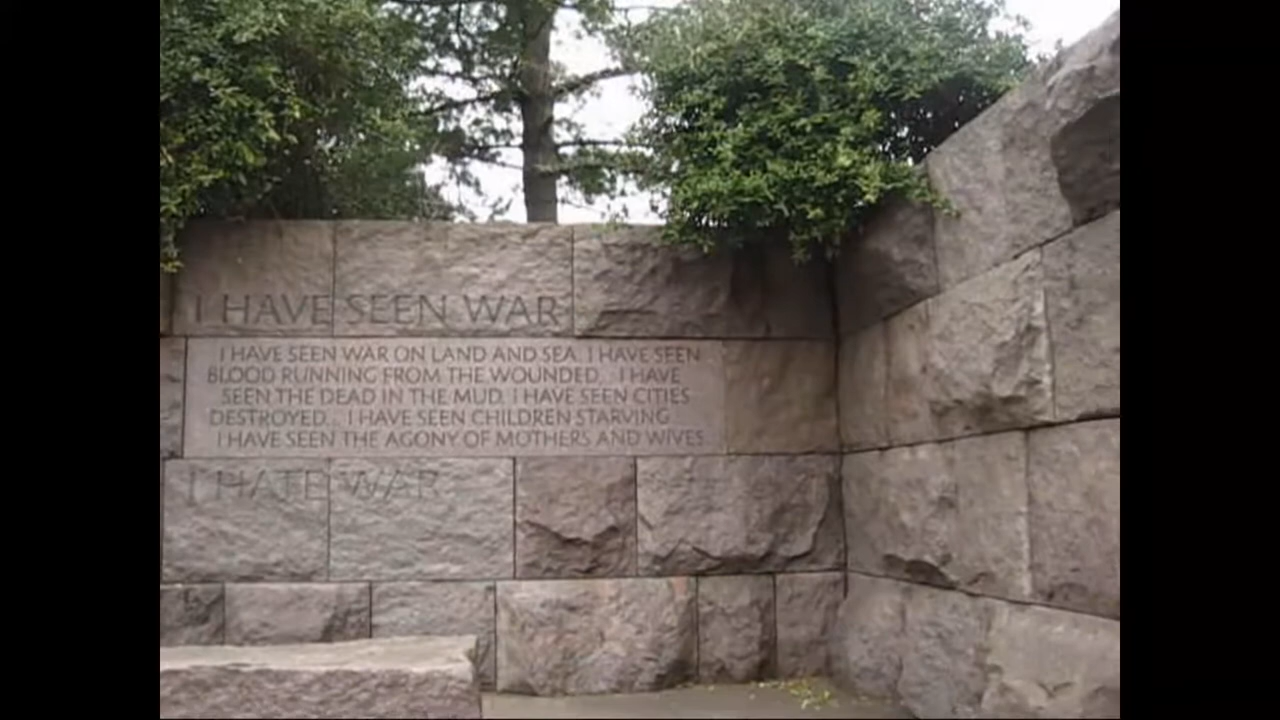 I HAVE SEEN WAR
I HAVE SEEN WAR ON LAND AND SEA. I HAVE SEEN
BLOOD RUNNING FROM THE WOUNDED... I HAVE
SEEN THE DEAD IN THE MUD. I HAVE SEEN CITIES
DESTROYED... I HAVE SEEN CHILDREN STARVING.
I HAVE SEEN THE AGONY OF MOTHERS AND WIVES.
I HATE WAR